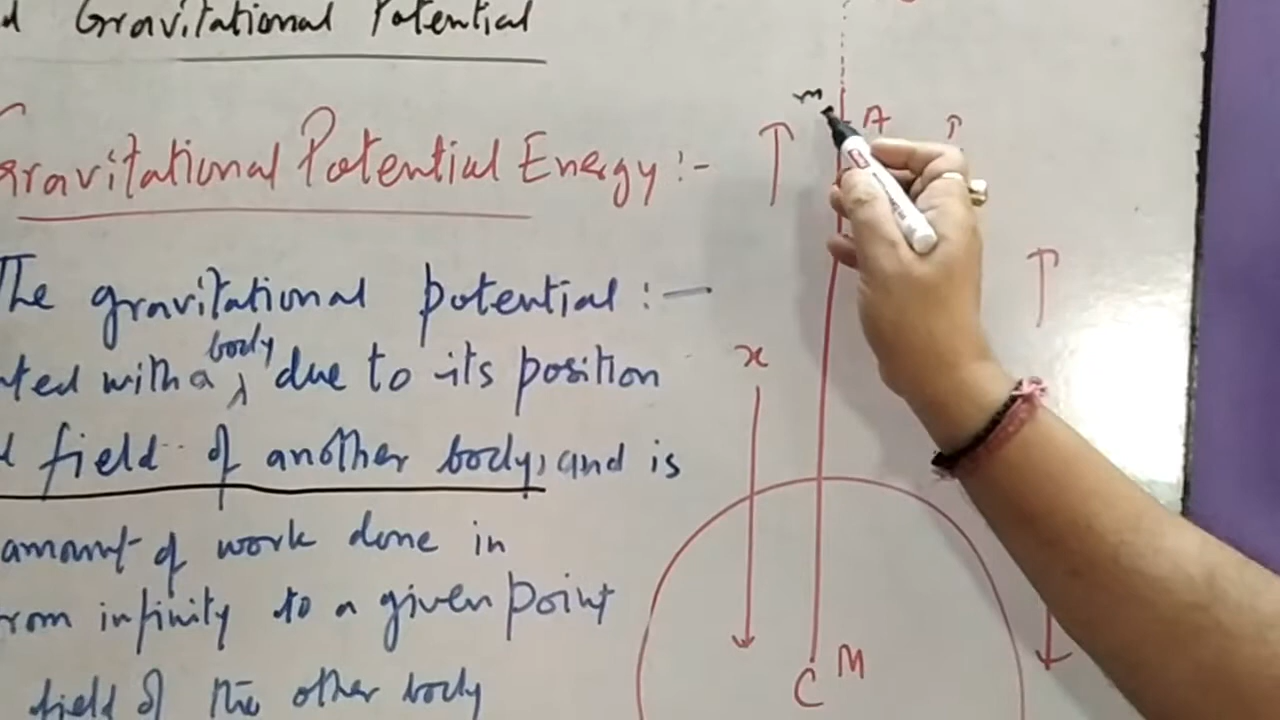 d Gravitational Potential
Gravitational Potential Energy :-
The gravitational potential :-
body
ted with a due to its position
l field of another body, and is
amount of work done in
rom infinity to a given point
field of the other body
m
A
x
M
C